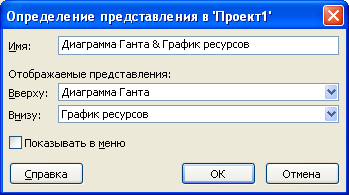 Определение представления в 'Проект1'
Имя: Диаграмма Ганта & График ресурсов
Отображаемые представления:
Вверху: Диаграмма Ганта
Внизу: График ресурсов
Показывать в меню
Справка ОК Отмена